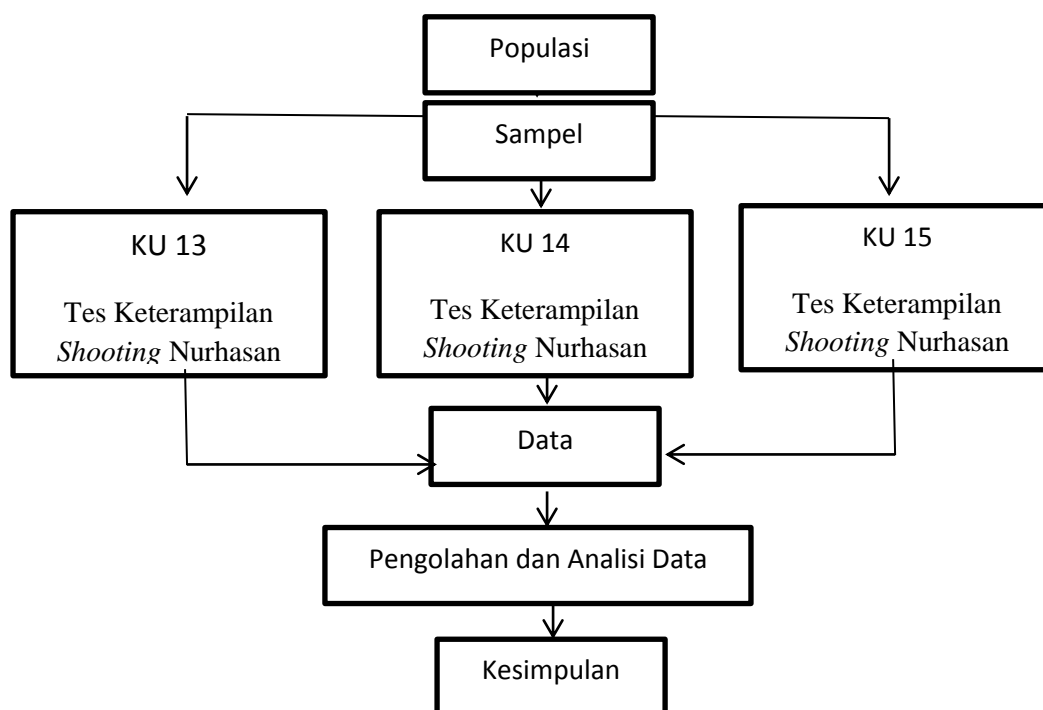 Populasi
Sampel
KU 13
Tes Keterampilan
Shooting Nurhasan
KU 14
Tes Keterampilan
Shooting Nurhasan
KU 15
Tes Keterampilan
Shooting Nurhasan
Data
Pengolahan dan Analisi Data
Kesimpulan